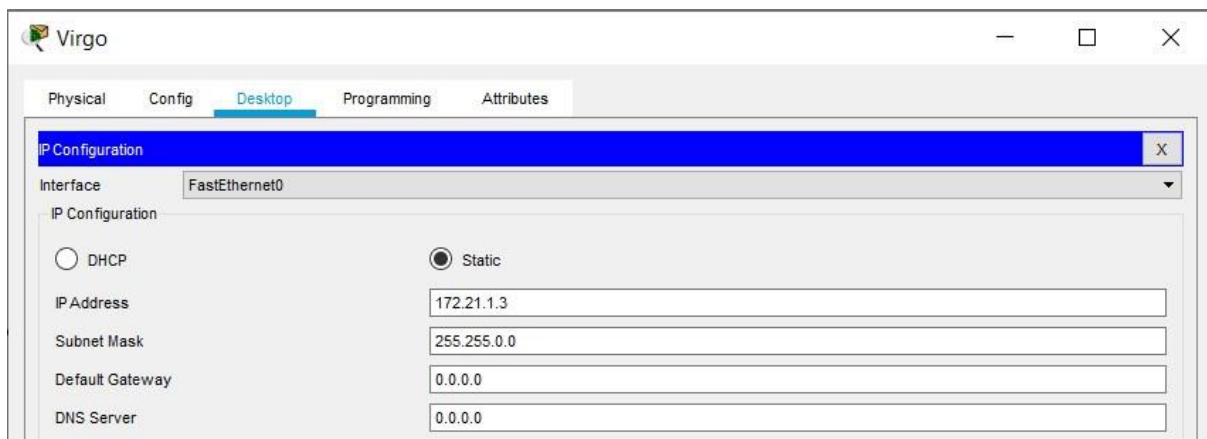 Virgo
Physical Config Desktop Programming Attributes
IP Configuration X
Interface FastEthernet0
IP Configuration
DHCP Static
IP Address 172.21.1.3
Subnet Mask 255.255.0.0
Default Gateway 0.0.0.0
DNS Server 0.0.0.0